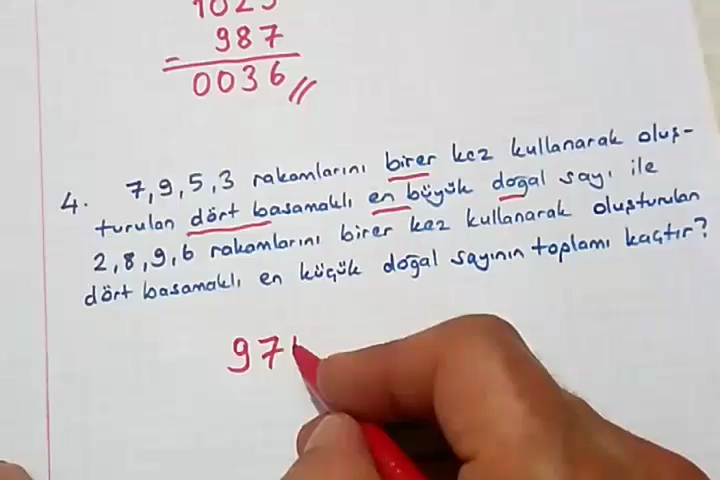 1023
- 987
0036
4. 7,9,5,3 rakamlarını birer kez kullanarak oluş-
turulan dört basamaklı en büyük doğal sayı ile
2,8,9,6 rakamlarını birer kez kullanarak oluşturulan
dört basamaklı en küçük doğal sayının toplamı kaçtır?
97